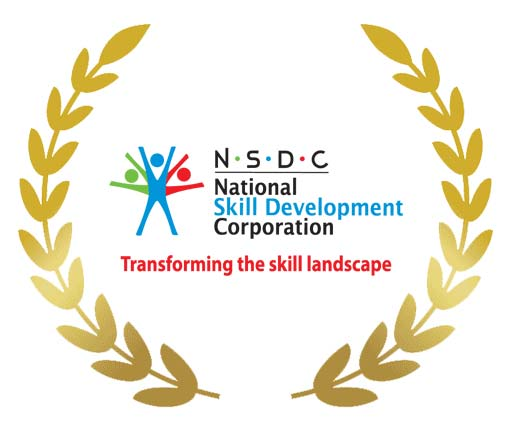 N·S·D·C
National
Skill Development
Corporation
Transforming the skill landscape